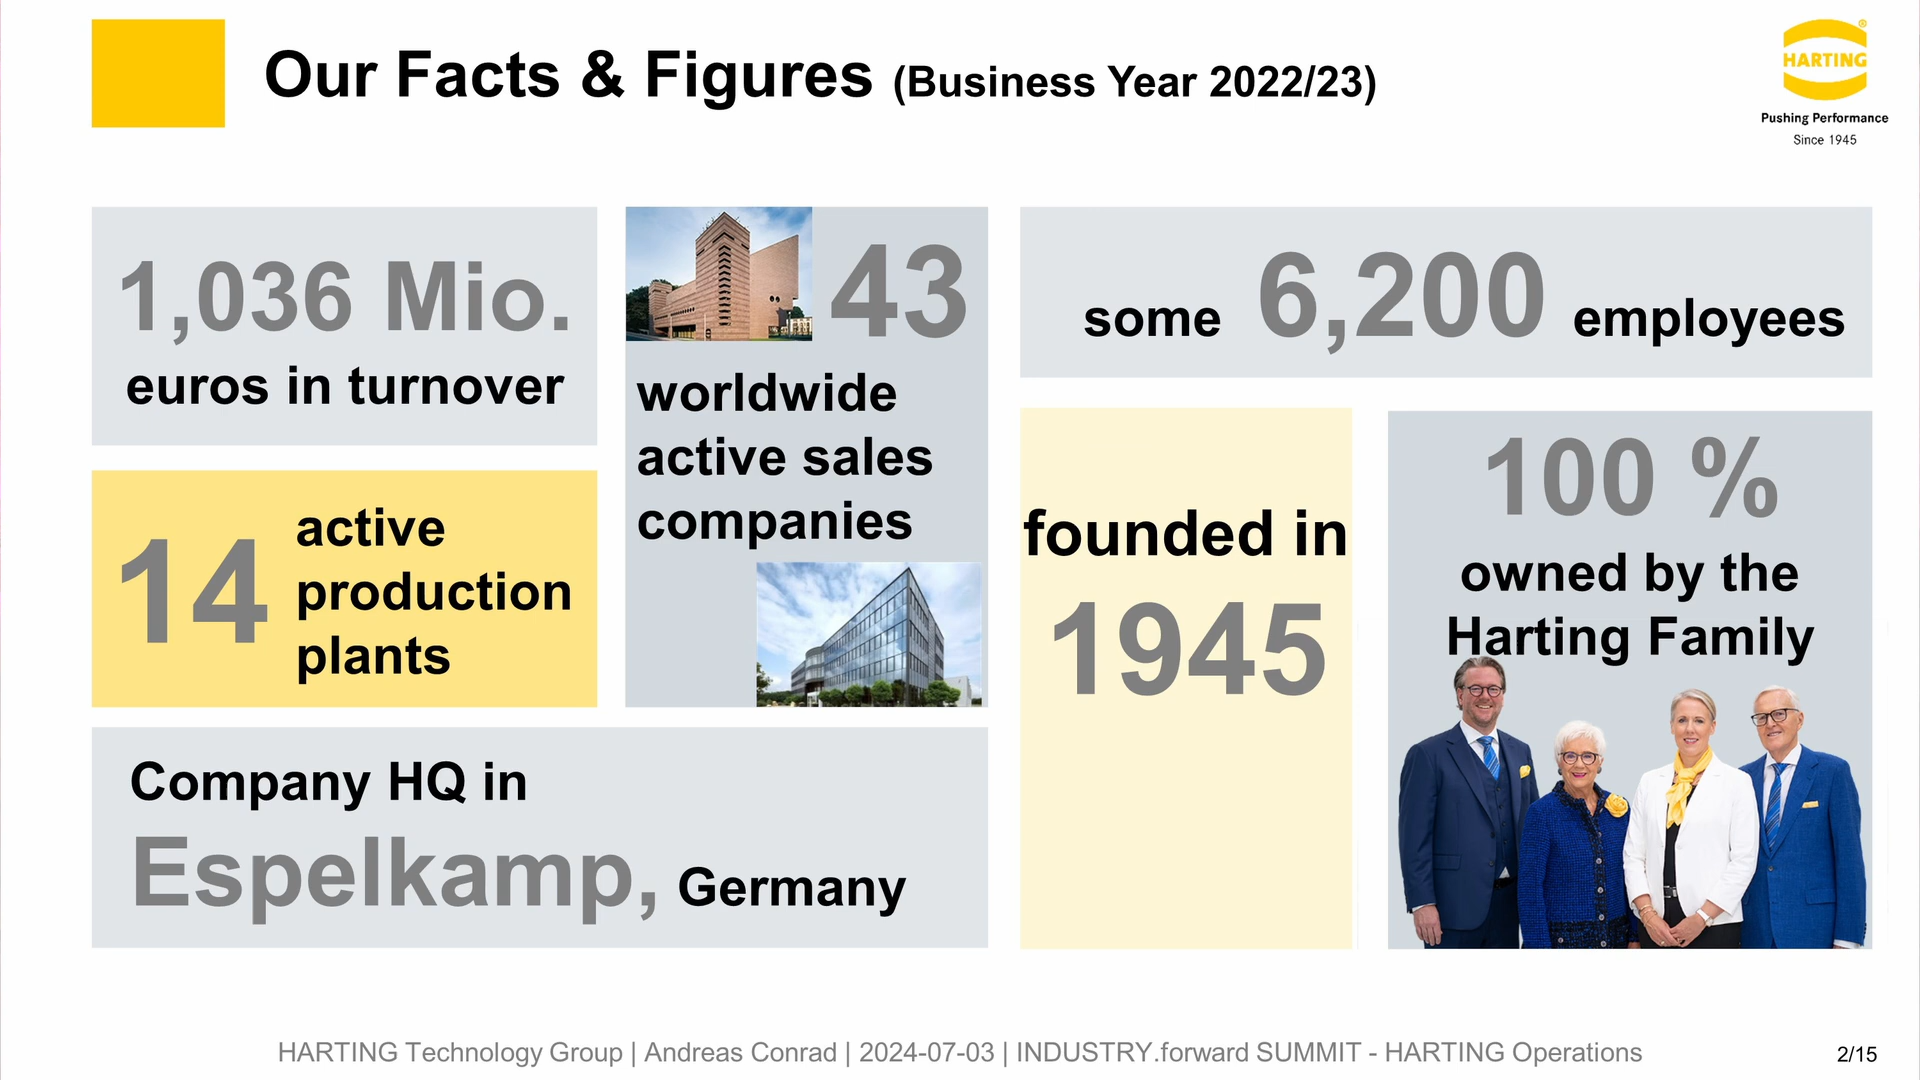 Our Facts & Figures (Business Year 2022/23)
HARTING
®
Pushing Performance
Since 1945
1,036 Mio.
euros in turnover
43
worldwide
active sales
companies
some 6,200 employees
14
active
production
plants
founded in
1945
100 %
owned by the
Harting Family
Company HQ in
Espelkamp, Germany
HARTING Technology Group | Andreas Conrad | 2024-07-03 | INDUSTRY.forward SUMMIT - HARTING Operations
2/15